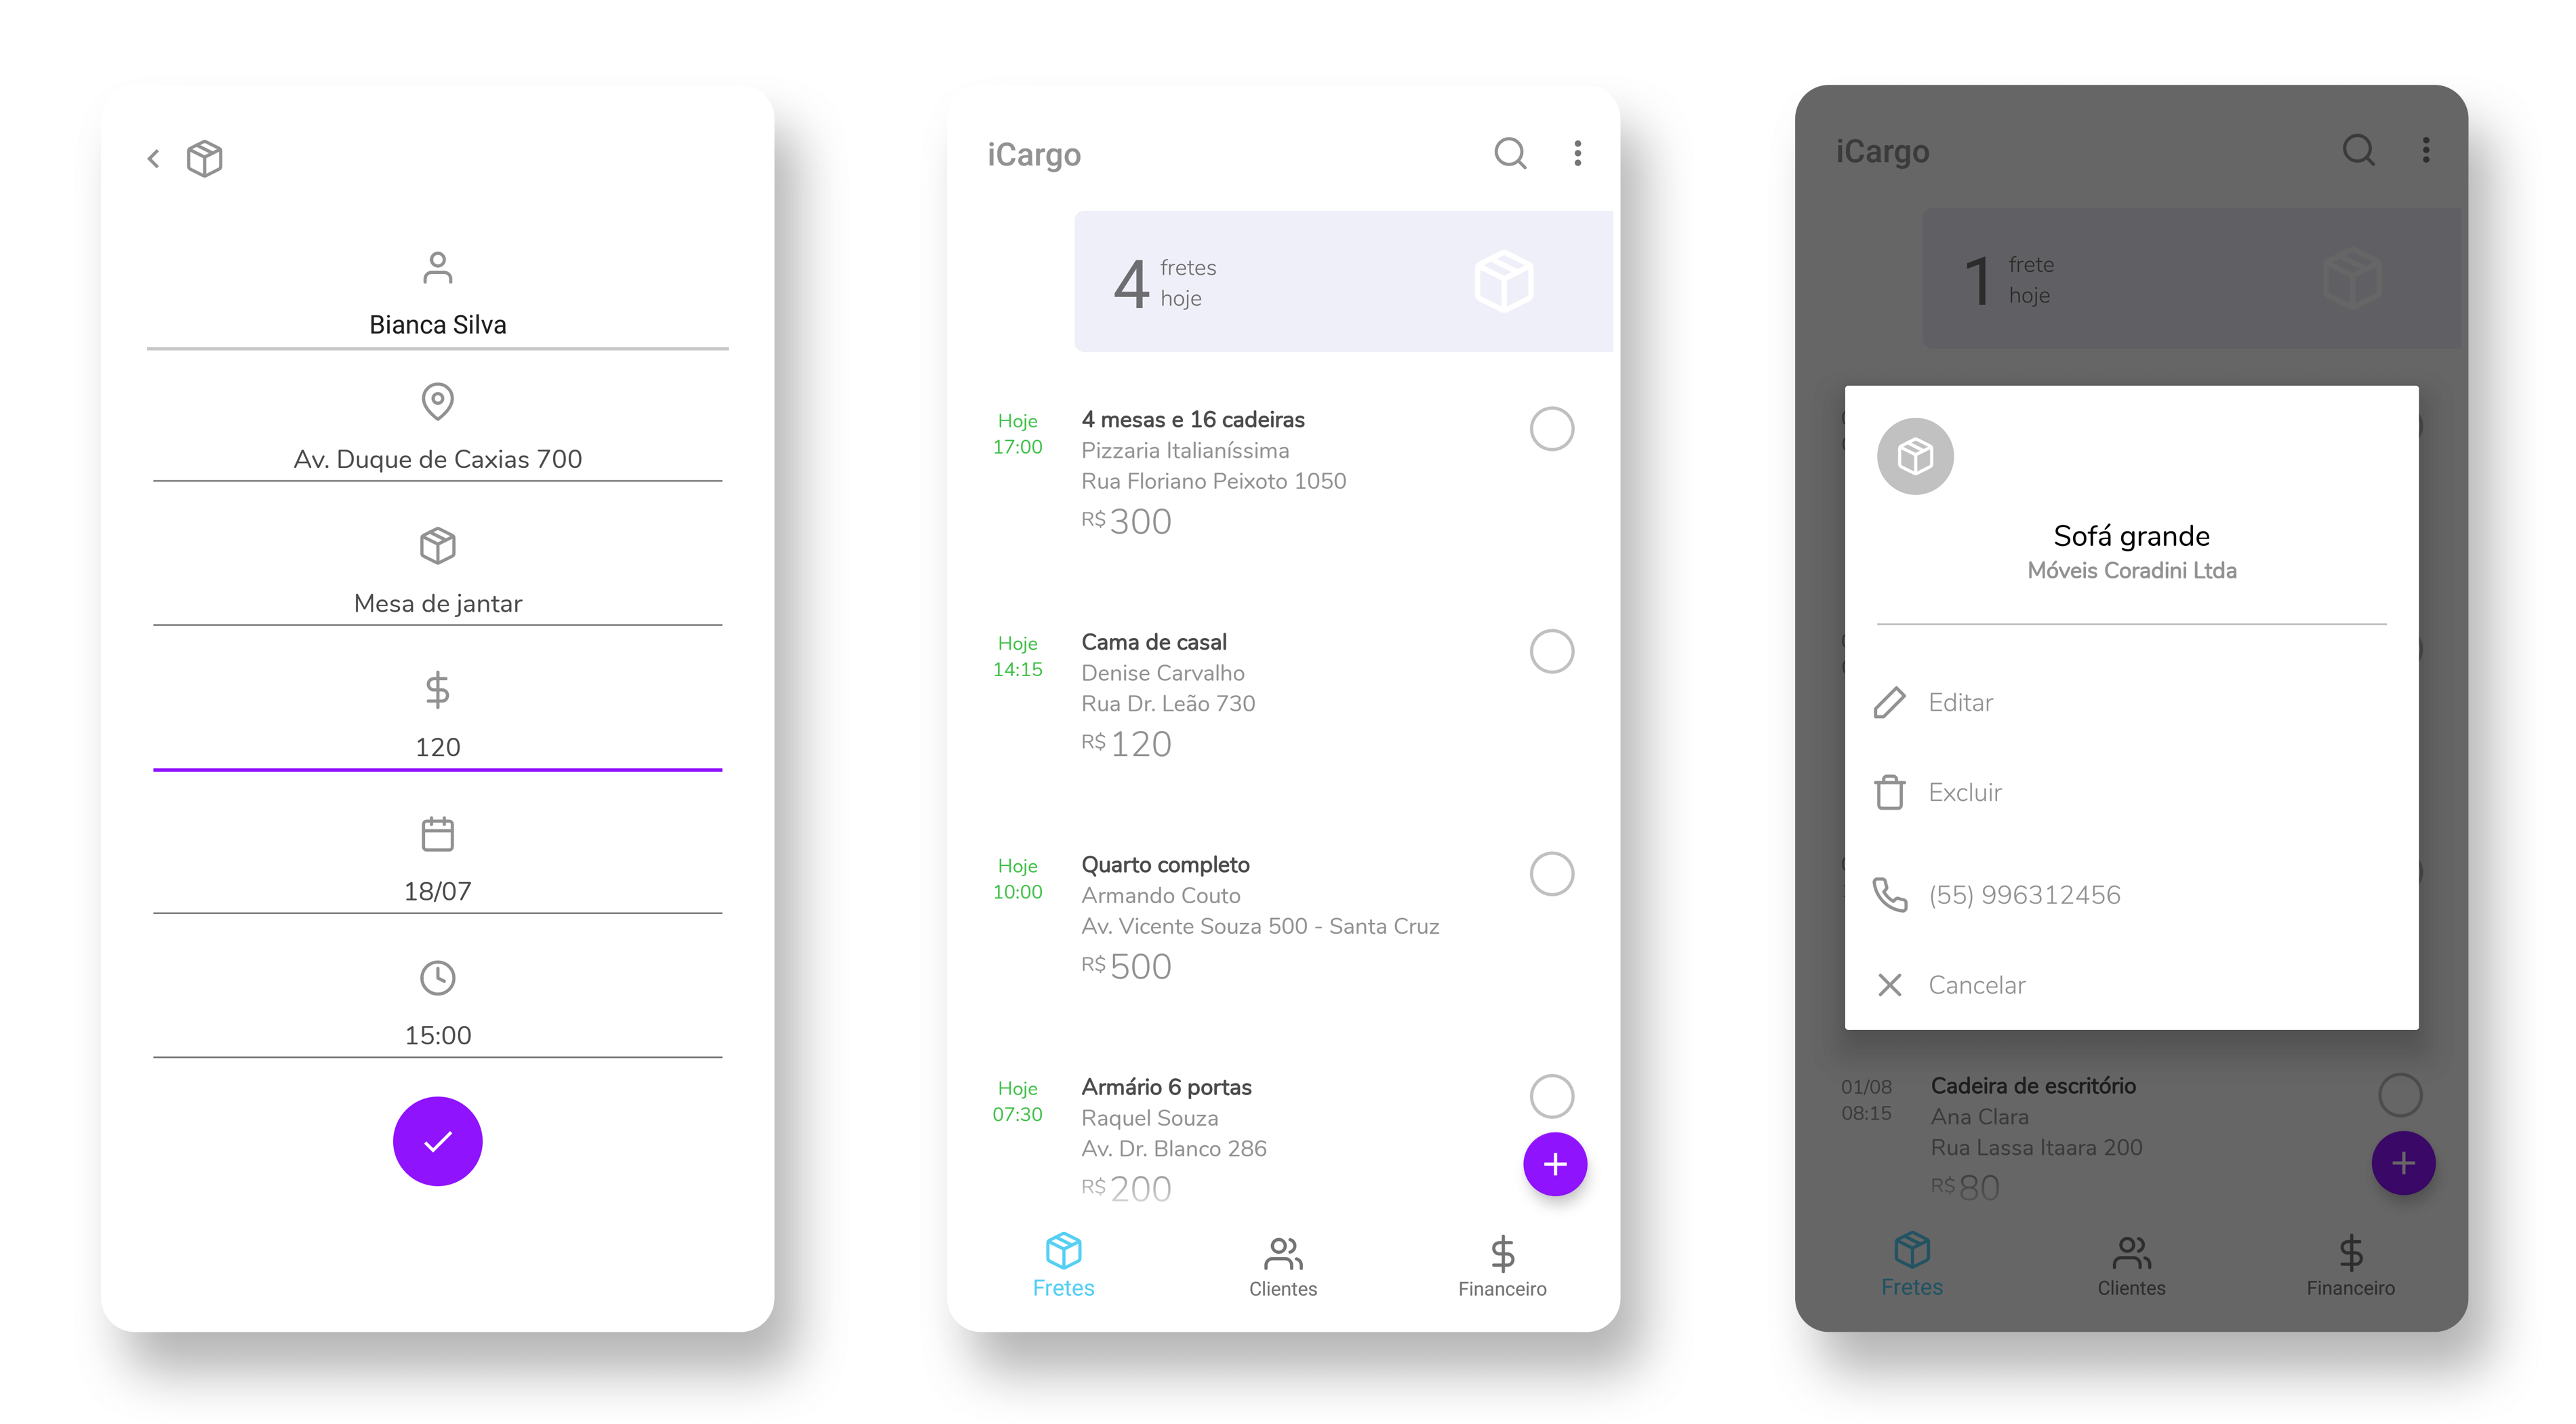 Bianca Silva
Av. Duque de Caxias 700
Mesa de jantar
120
18/07
15:00
iCargo
4 fretes
hoje
Hoje
17:00
4 mesas e 16 cadeiras
Pizzaria Italianíssima
Rua Floriano Peixoto 1050
R$ 300
Hoje
14:15
Cama de casal
Denise Carvalho
Rua Dr. Leão 730
R$ 120
Hoje
10:00
Quarto completo
Armando Couto
Av. Vicente Souza 500 - Santa Cruz
R$ 500
Hoje
07:30
Armário 6 portas
Raquel Souza
Av. Dr. Blanco 286
R$ 200
Fretes
Clientes
Financeiro
iCargo
1 frete
hoje
Sofá grande
Móveis Coradini Ltda
Editar
Excluir
(55) 996312456
Cancelar
01/08
08:15
Cadeira de escritório
Ana Clara
Rua Lassa Itaara 200
R$ 80
Fretes
Clientes
Financeiro